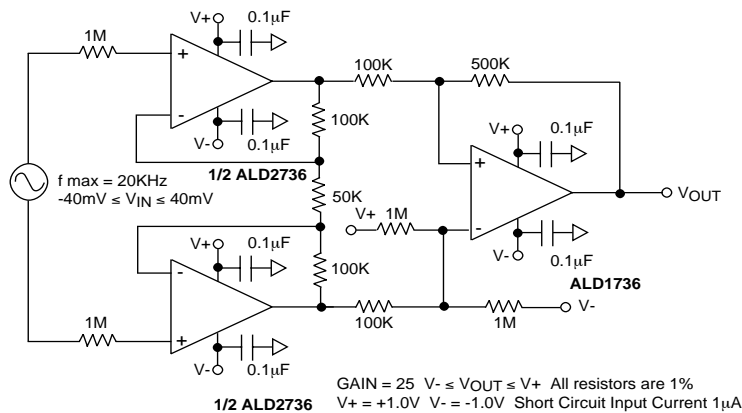 V+
0.1µF
1M
+
-
V-
0.1µF
1/2 ALD2736
100K
500K
100K
f max = 20KHz
-40mV ≤ VIN ≤ 40mV
50K
V+
0.1µF
+
-
V-
0.1µF
VOUT
ALD1736
V+
1M
V+
0.1µF
-
+
100K
1M
V-
0.1µF
1/2 ALD2736
100K
1M
V-
GAIN = 25 V- ≤ VOUT ≤ V+ All resistors are 1%
V+ = +1.0V V- = -1.0V Short Circuit Input Current 1µA